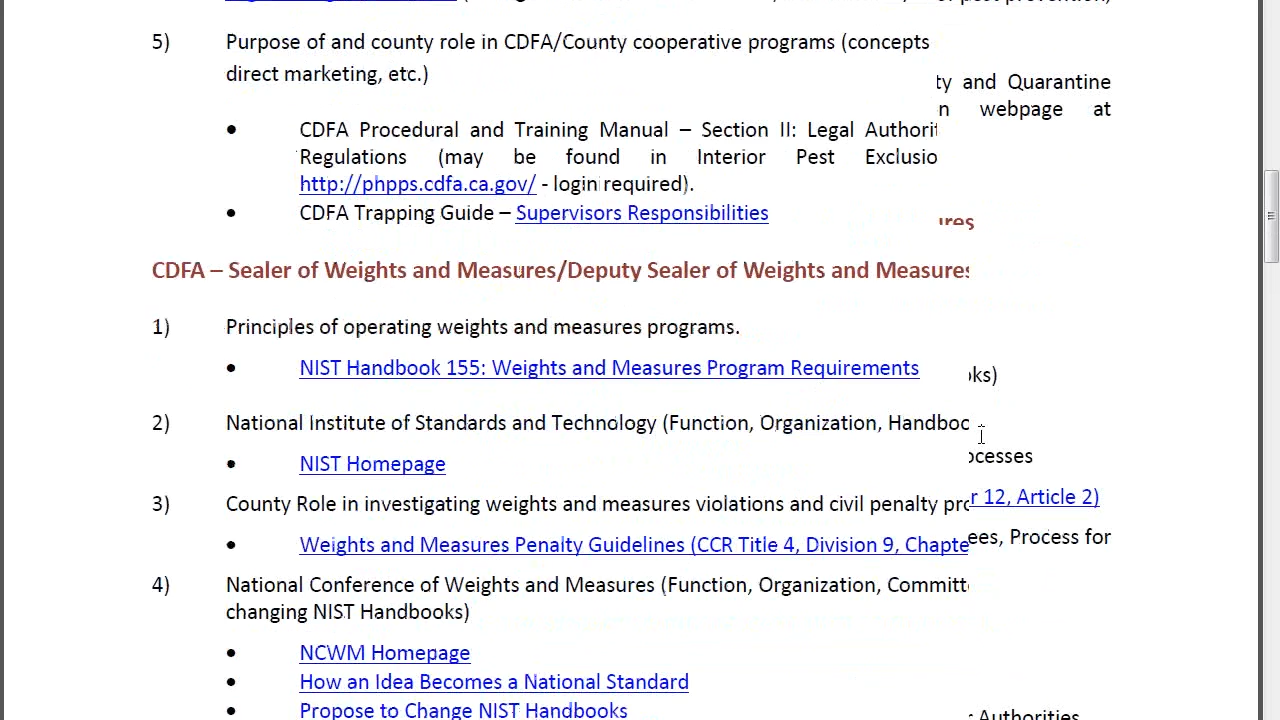 5) Purpose of and county role in CDFA/County cooperative programs (concepts
direct marketing, etc.)
ty and Quarantine
n webpage at
• CDFA Procedural and Training Manual – Section II: Legal Authorit
Regulations (may be found in Interior Pest Exclusio
http://phpps.cdfa.ca.gov/ - login required).
• CDFA Trapping Guide – Supervisors Responsibilities
ures
CDFA – Sealer of Weights and Measures/Deputy Sealer of Weights and Measures
1) Principles of operating weights and measures programs.
• NIST Handbook 155: Weights and Measures Program Requirements
oks)
2) National Institute of Standards and Technology (Function, Organization, Handboo
ocesses
• NIST Homepage
r 12, Article 2)
3) County Role in investigating weights and measures violations and civil penalty pro
ees, Process for
• Weights and Measures Penalty Guidelines (CCR Title 4, Division 9, Chapte
4) National Conference of Weights and Measures (Function, Organization, Committe
changing NIST Handbooks)
• NCWM Homepage
• How an Idea Becomes a National Standard
• Propose to Change NIST Handbooks
Authorities